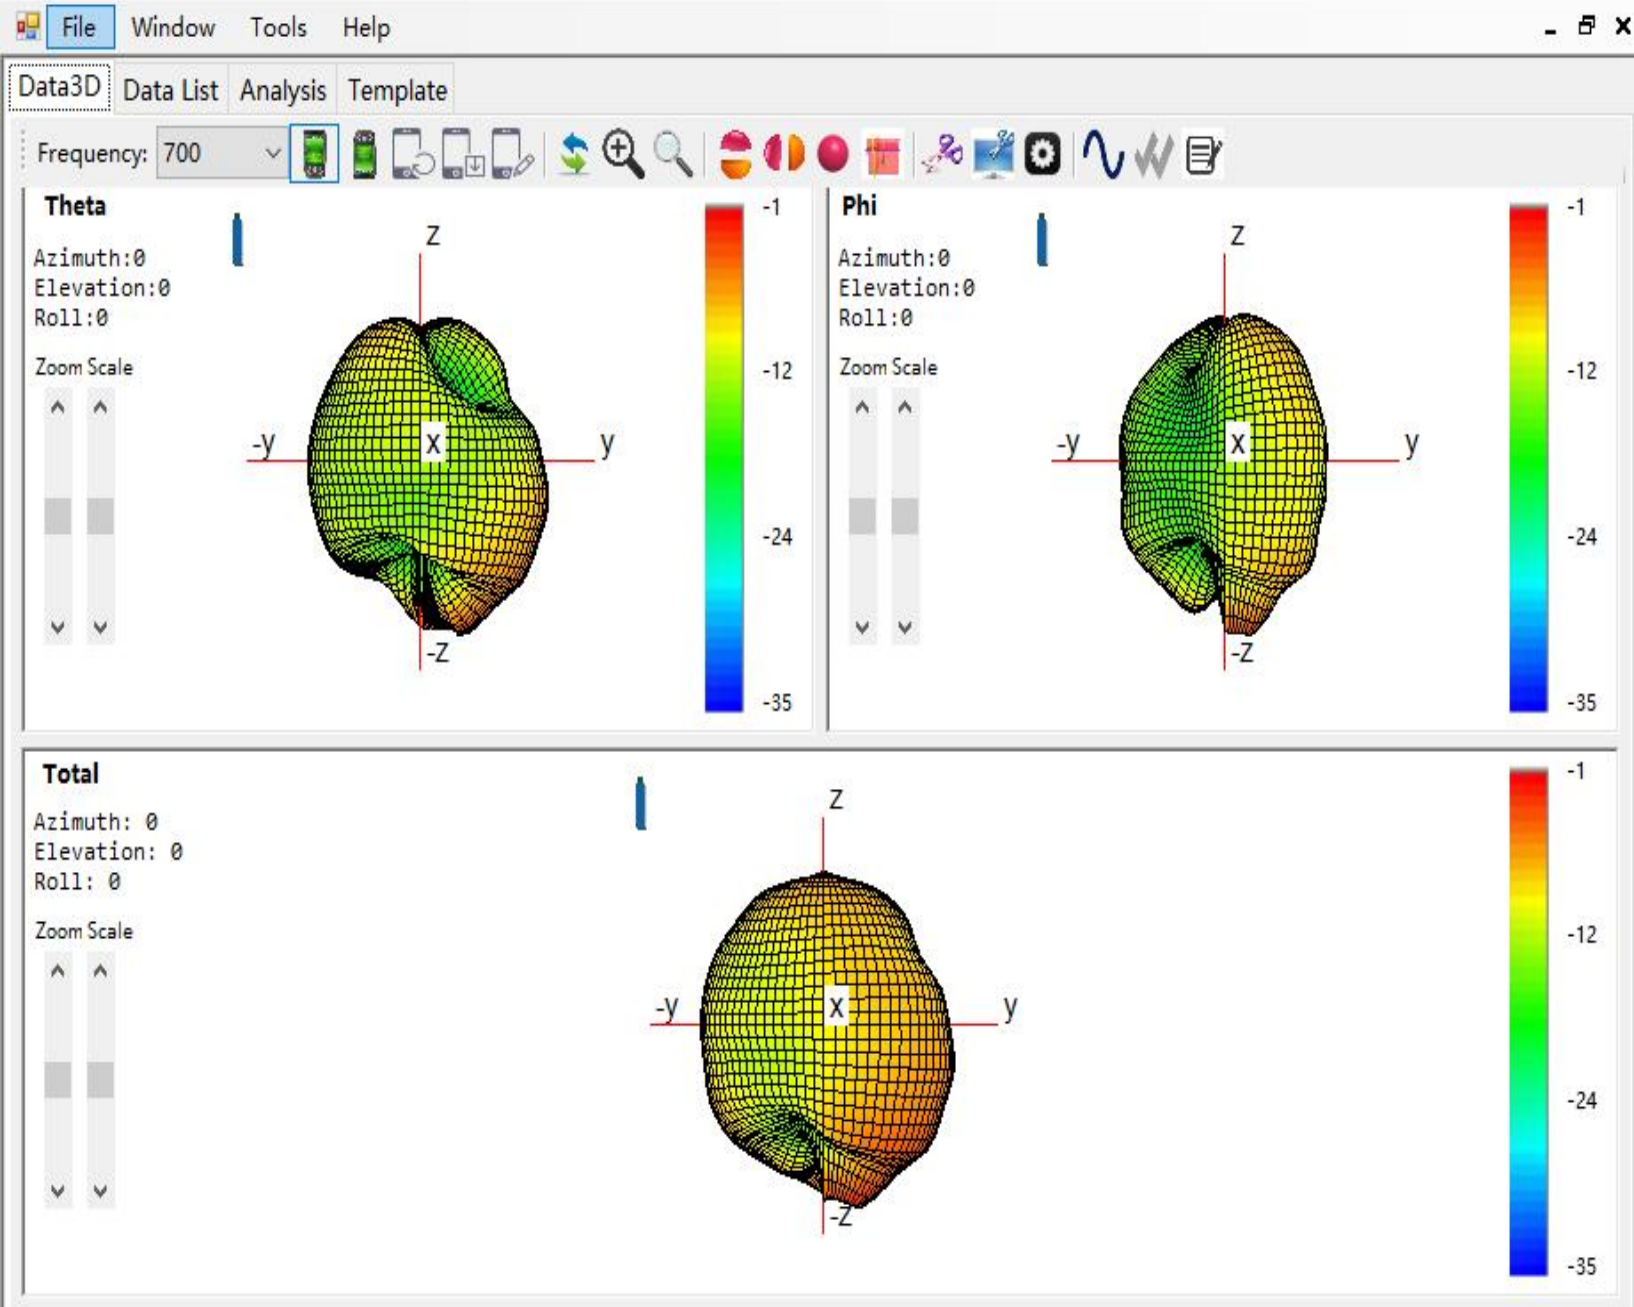 File Window Tools Help
Data3D Data List Analysis Template
Frequency: 700
Theta
Azimuth:0
Elevation:0
Roll:0
Zoom Scale
z
-y
x
y
-z
-1
-12
-24
-35
Phi
Azimuth:0
Elevation:0
Roll:0
Zoom Scale
z
-y
x
y
-z
-1
-12
-24
-35
Total
Azimuth: 0
Elevation: 0
Roll: 0
Zoom Scale
z
-y
x
y
-z
-1
-12
-24
-35